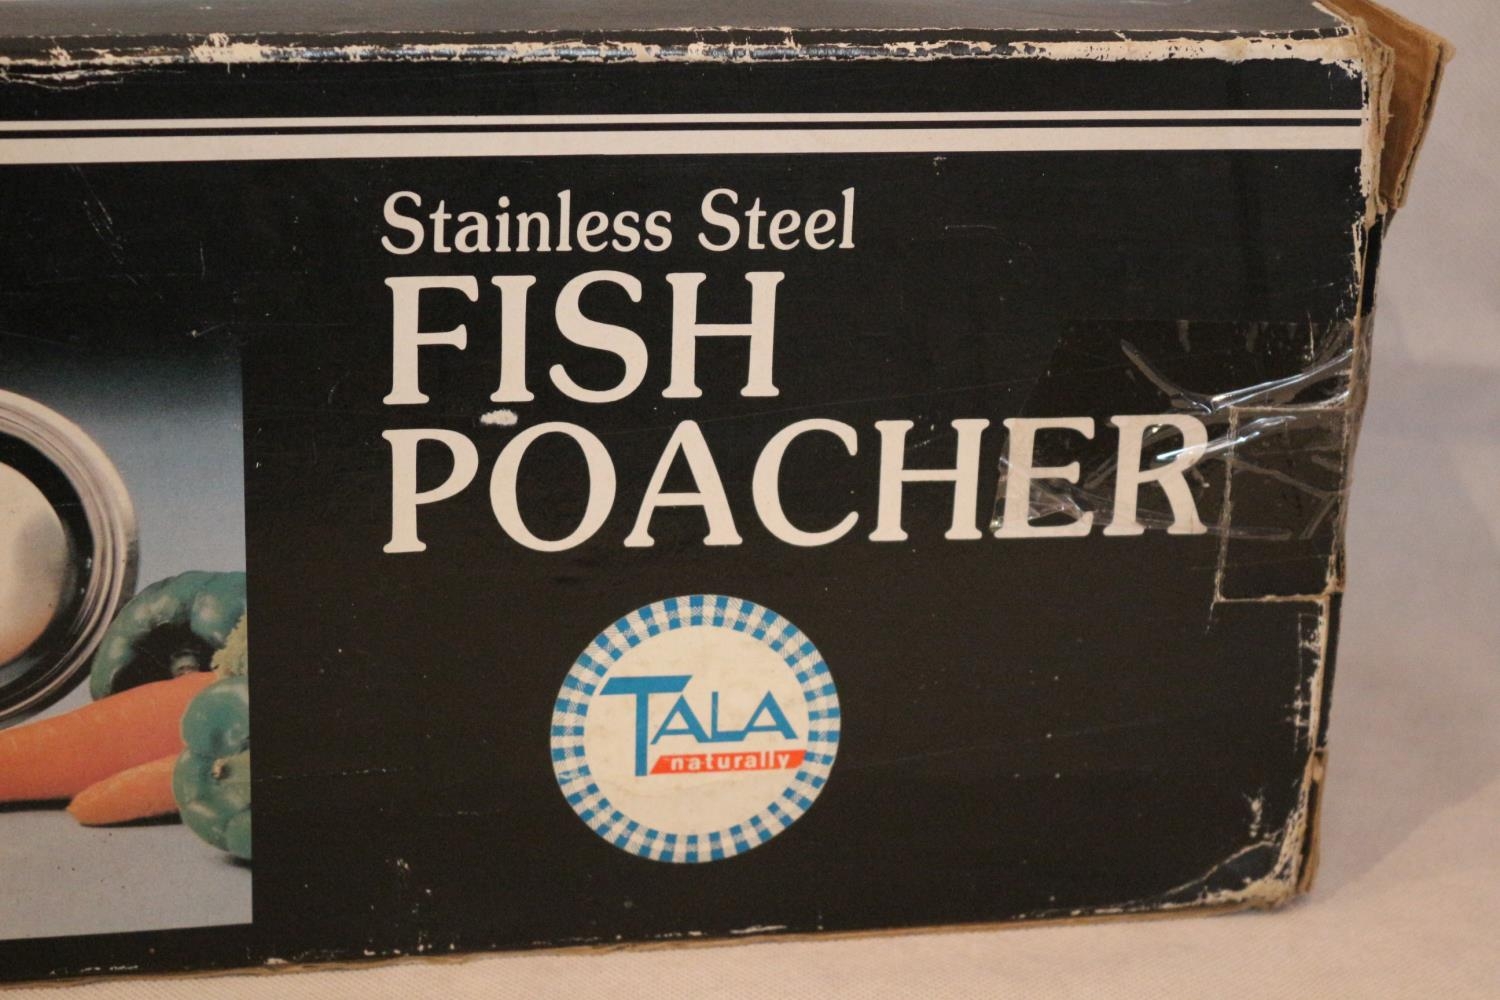 Stainless Steel
FISH
POACHER
TALA
naturally